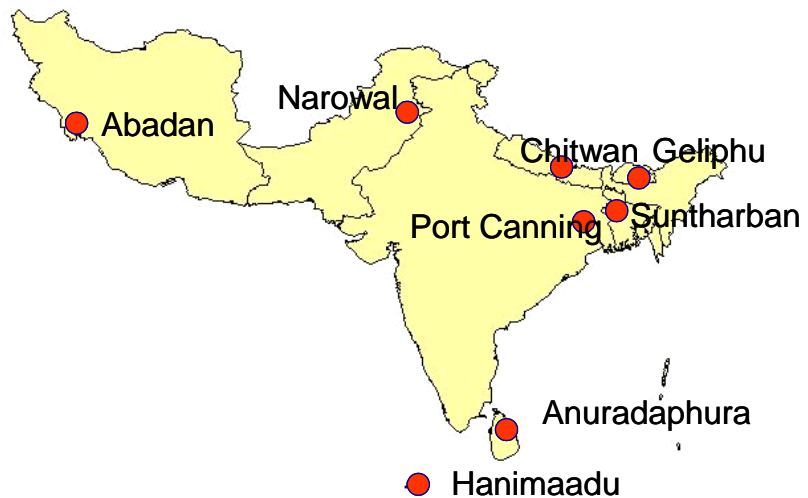 Narowal
Abadan
Chitwan
Geliphu
Port Canning
Suntharban
Anuradaphura
Hanimaadu